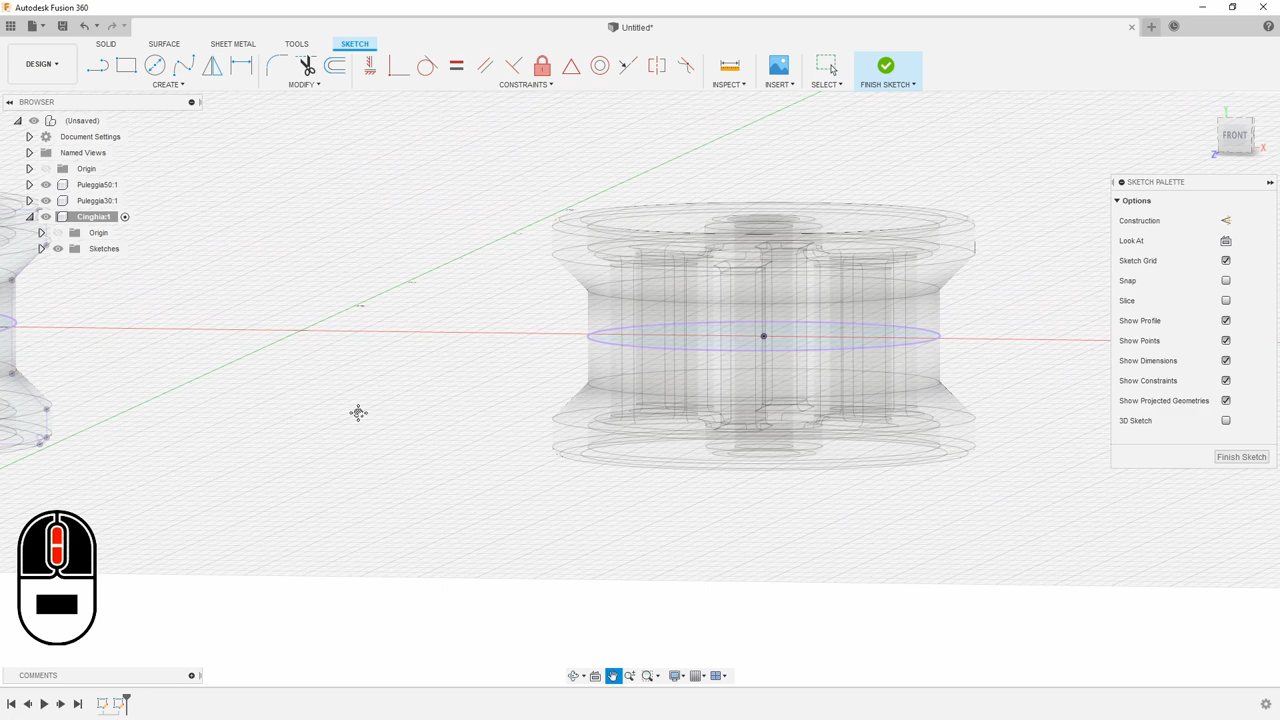 Autodesk Fusion 360
Untitled*
SOLID
SURFACE
SHEET METAL
TOOLS
SKETCH
DESIGN
CREATE
MODIFY
CONSTRAINTS
INSPECT
INSERT
SELECT
FINISH SKETCH
BROWSER
(Unsaved)
Document Settings
Named Views
Origin
Puleggia50:1
Puleggia30:1
Cinghia:1
Origin
Sketches
Y
FRONT
X
Z
SKETCH PALETTE
Options
Construction
Look At
Sketch Grid
Snap
Slice
Show Profile
Show Points
Show Dimensions
Show Constraints
Show Projected Geometries
3D Sketch
Finish Sketch
COMMENTS